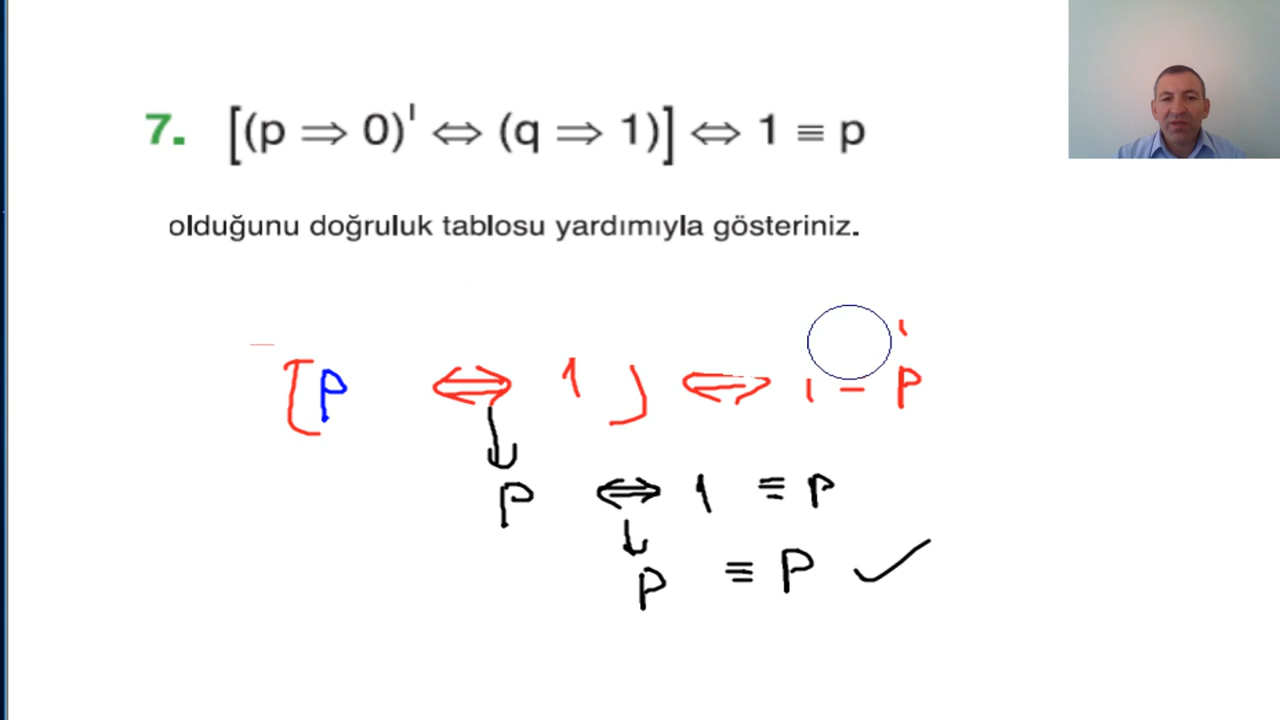 7. [(p ⇒ 0)' ⇔ (q ⇒ 1)] ⇔ 1 ≡ p
olduğunu doğruluk tablosu yardımıyla gösteriniz.
[P ⇔ 1] ⇔ 1 - P
P ⇔ 1 ≡ P
P ≡ P ✓